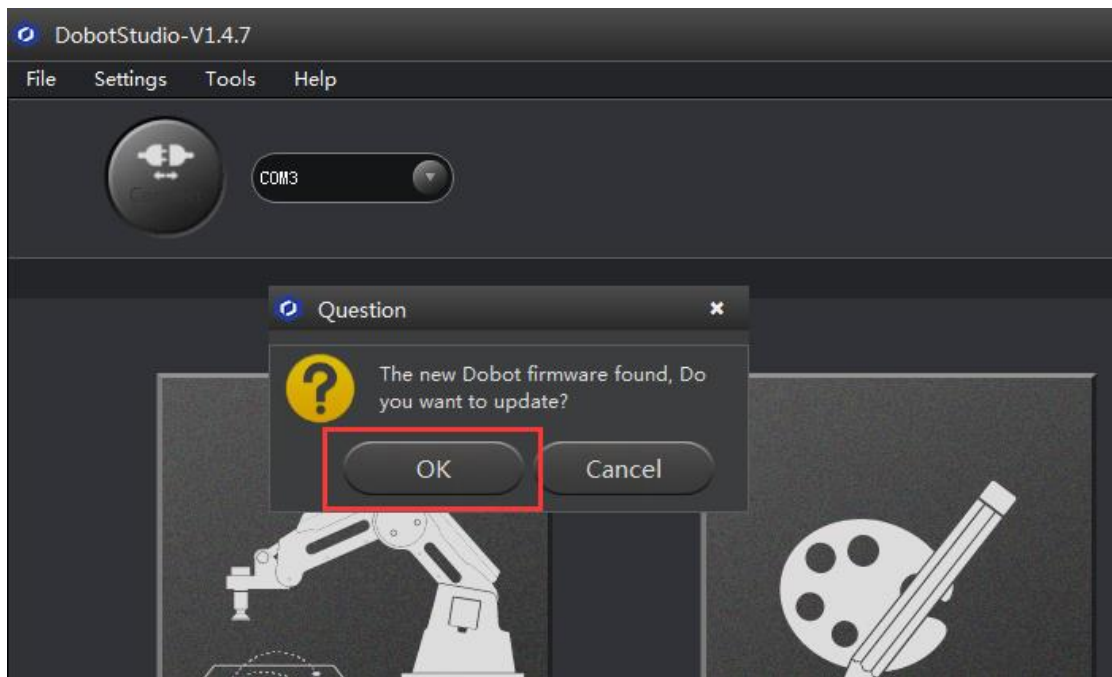 DobotStudio-V1.4.7
File Settings Tools Help
COM3
Question
The new Dobot firmware found, Do
you want to update?
OK Cancel